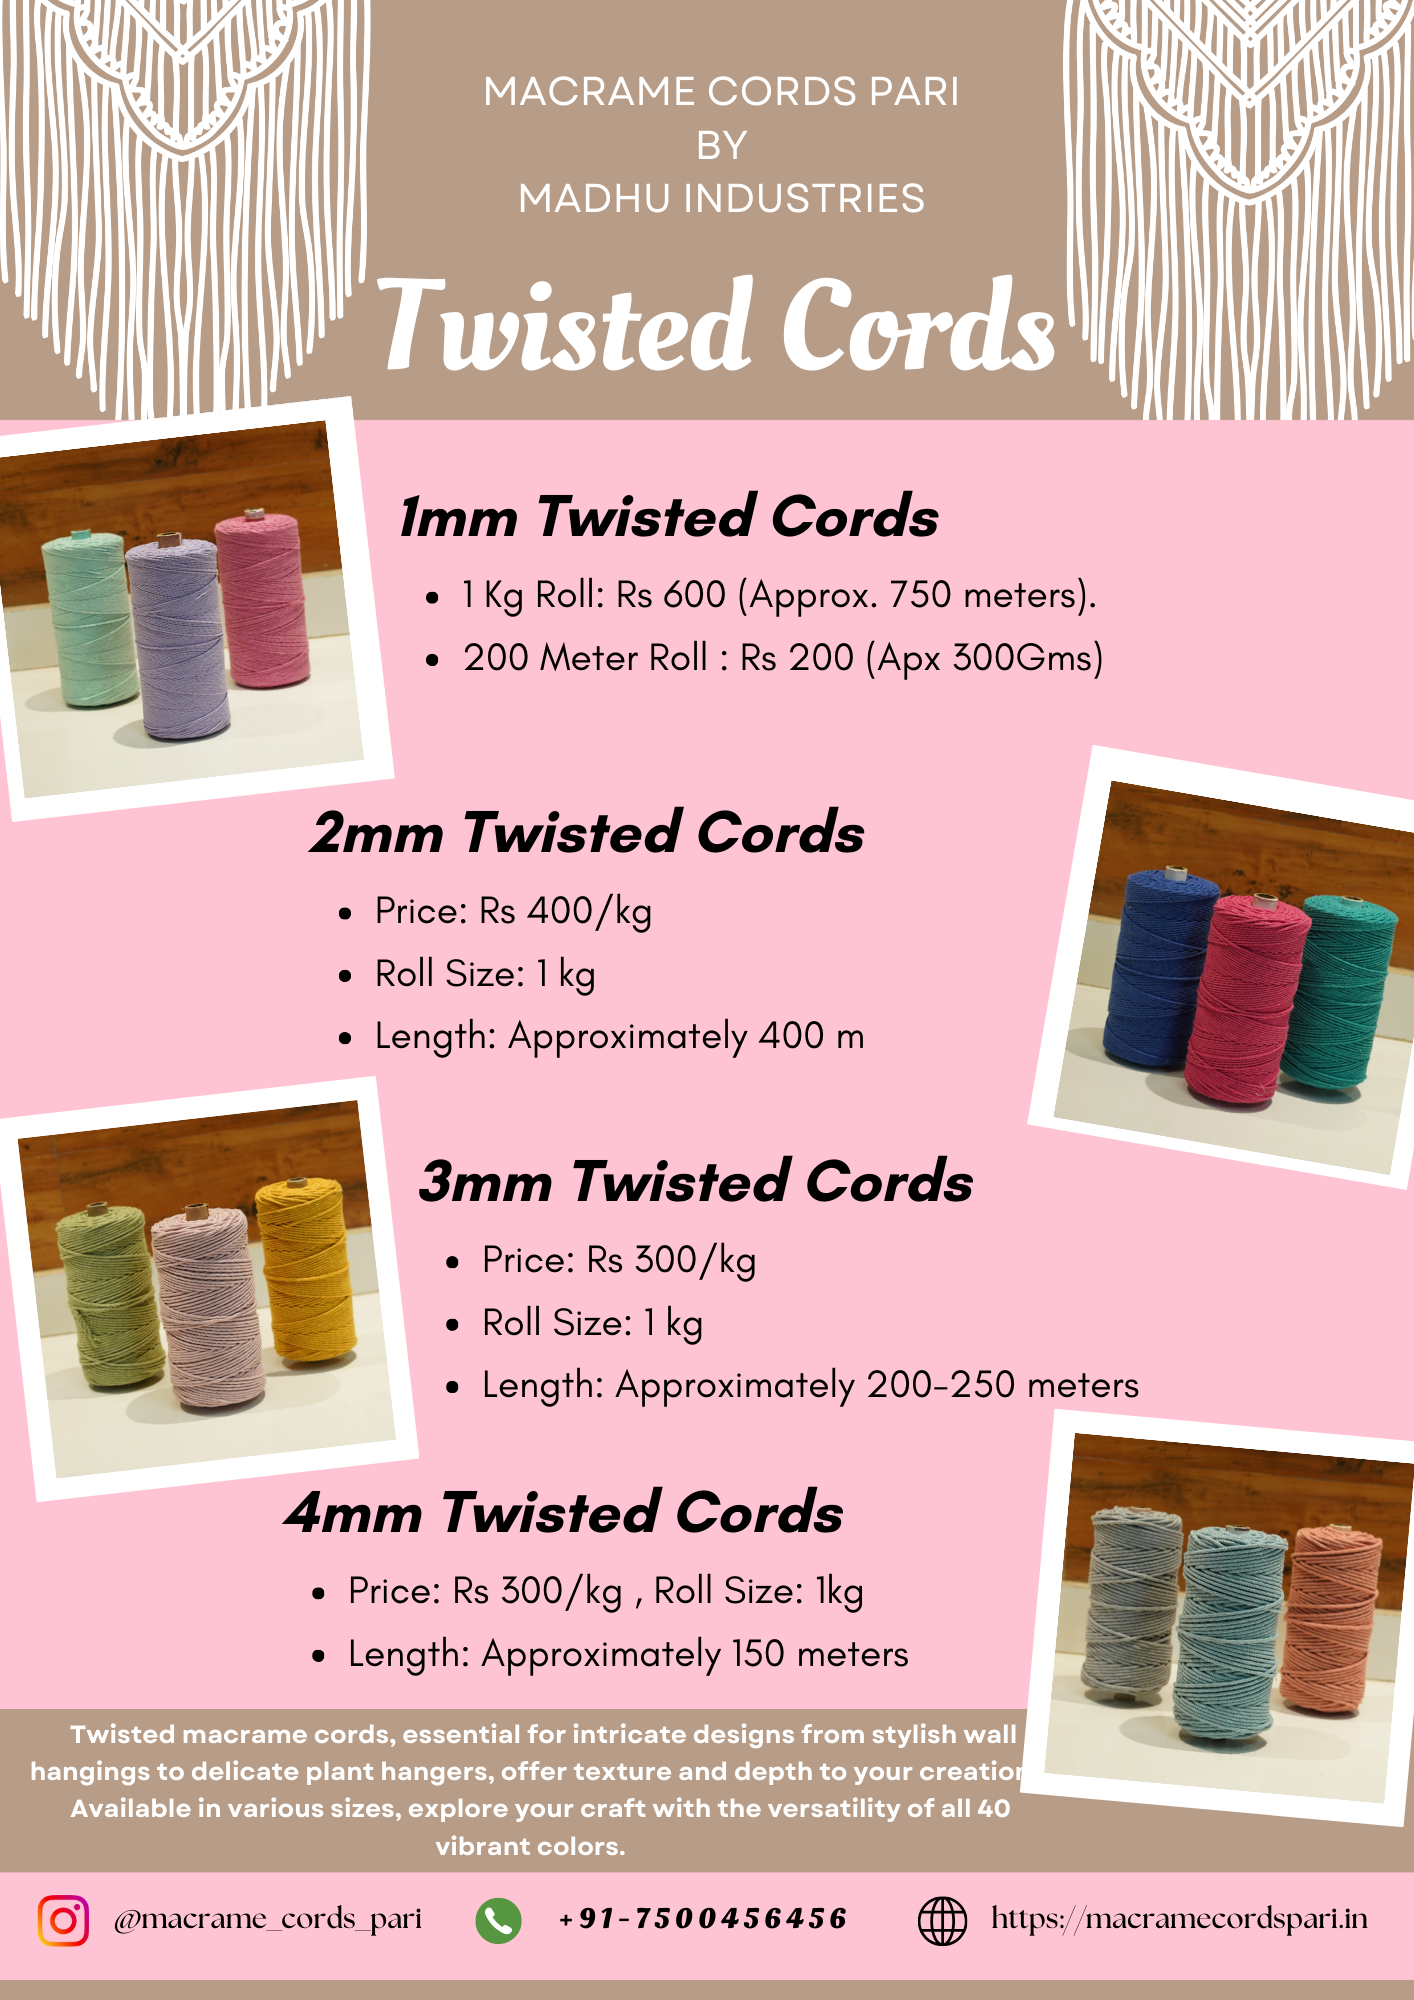 MACRAME CORDS PARI
BY
MADHU INDUSTRIES
Twisted Cords
1mm Twisted Cords
• 1 Kg Roll: Rs 600 (Approx. 750 meters).
• 200 Meter Roll : Rs 200 (Apx 300Gms)
2mm Twisted Cords
• Price: Rs 400/kg
• Roll Size: 1 kg
• Length: Approximately 400 m
3mm Twisted Cords
• Price: Rs 300/kg
• Roll Size: 1 kg
• Length: Approximately 200-250 meters
4mm Twisted Cords
• Price: Rs 300/kg , Roll Size: 1kg
• Length: Approximately 150 meters
Twisted macrame cords, essential for intricate designs from stylish wall
hangings to delicate plant hangers, offer texture and depth to your
Available in various sizes, explore your craft with the versatility of all 40
vibrant colors.
@macrame_cords_pari
+91-7500456456
https://macramecordspari.in